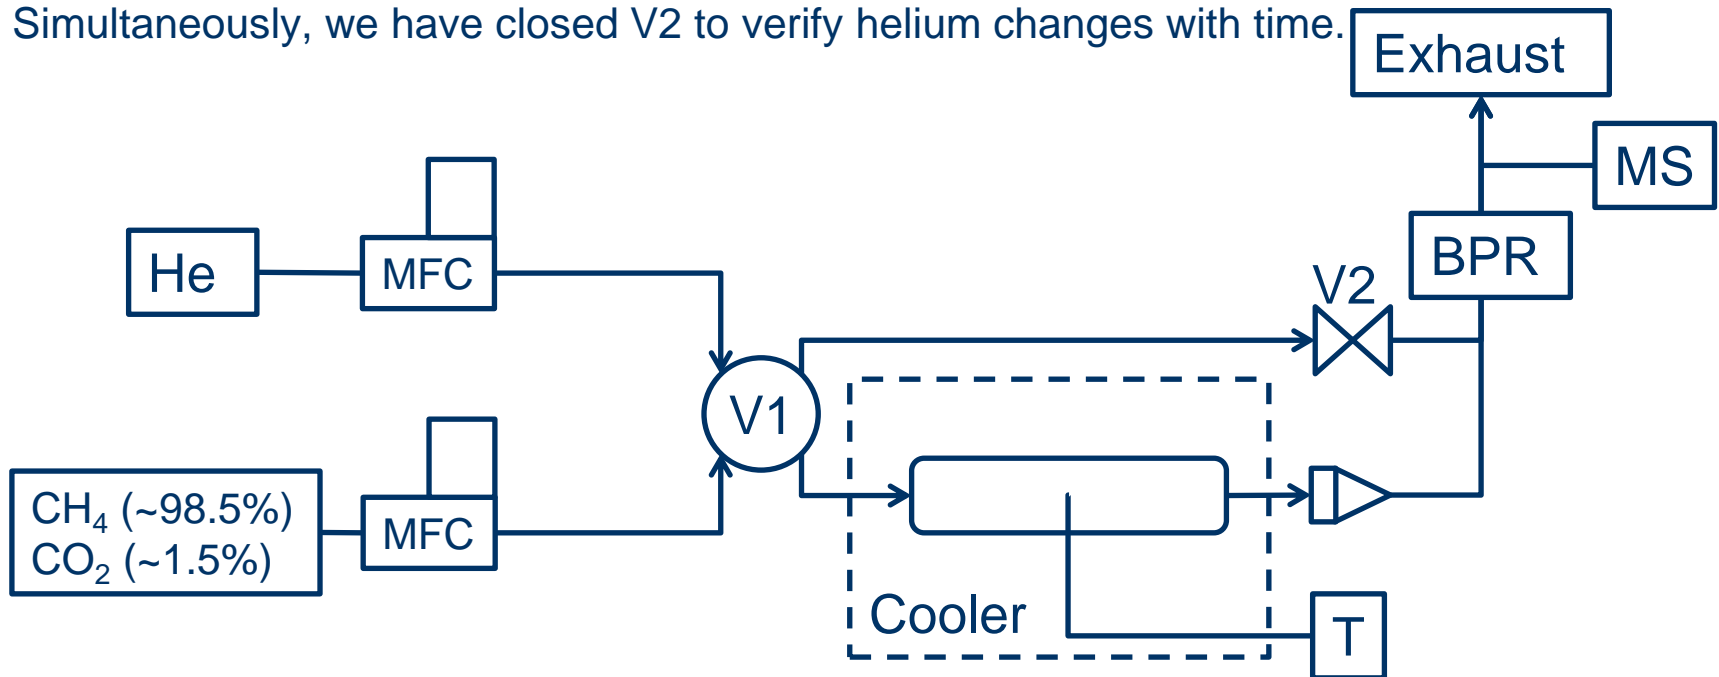 Simultaneously, we have closed V2 to verify helium changes with time.
Exhaust
MS
He
MFC
BPR
V2
V1
CH₄ (~98.5%)
CO₂ (~1.5%)
MFC
Cooler
T